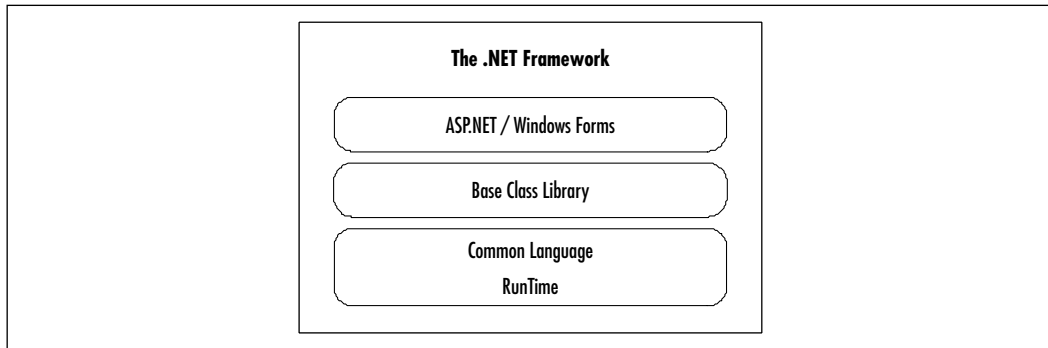 The .NET Framework
ASP.NET / Windows Forms
Base Class Library
Common Language
RunTime